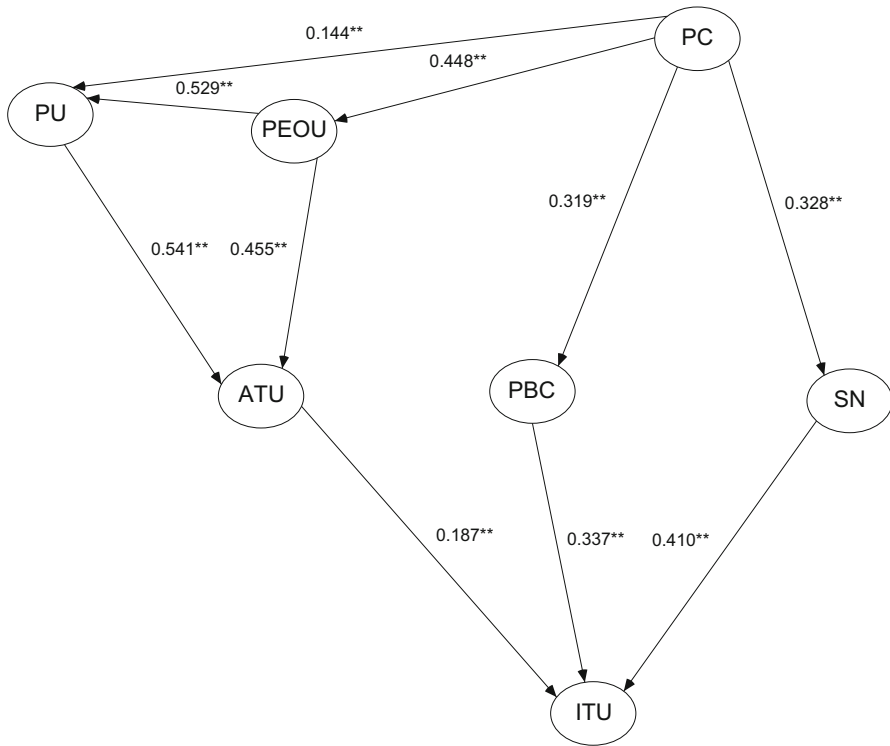 0.144**
PC
0.448**
0.529**
PU
PEOU
0.319**
0.328**
0.541**
0.455**
ATU
PBC
SN
0.187**
0.337**
0.410**
ITU